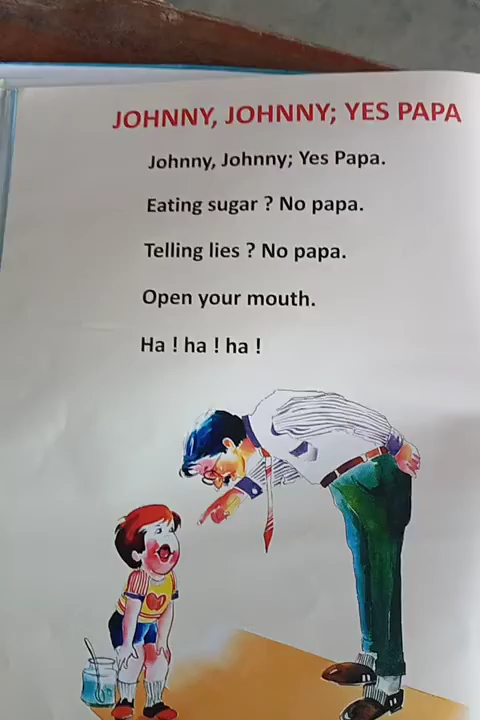 JOHNNY, JOHNNY; YES PAPA
Johnny, Johnny; Yes Papa.
Eating sugar ? No papa.
Telling lies ? No papa.
Open your mouth.
Ha ! ha ! ha !